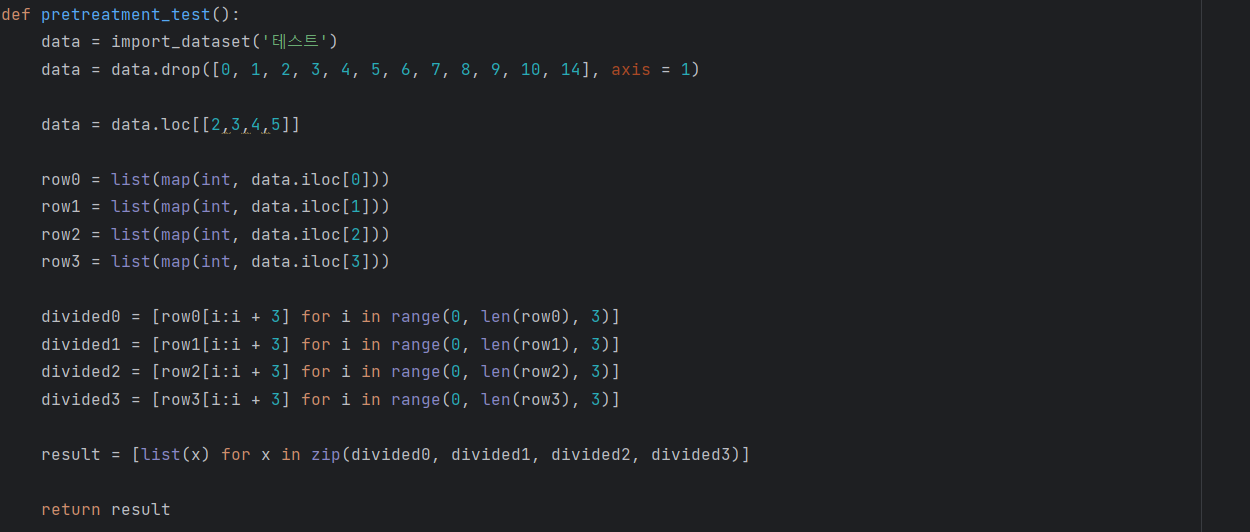 def pretreatment_test():
    data = import_dataset('테스트')
    data = data.drop([0, 1, 2, 3, 4, 5, 6, 7, 8, 9, 10, 14], axis = 1)
    data = data.loc[[2,3,4,5]]
    row0 = list(map(int, data.iloc[0]))
    row1 = list(map(int, data.iloc[1]))
    row2 = list(map(int, data.iloc[2]))
    row3 = list(map(int, data.iloc[3]))
    divided0 = [row0[i:i + 3] for i in range(0, len(row0), 3)]
    divided1 = [row1[i:i + 3] for i in range(0, len(row1), 3)]
    divided2 = [row2[i:i + 3] for i in range(0, len(row2), 3)]
    divided3 = [row3[i:i + 3] for i in range(0, len(row3), 3)]
    result = [list(x) for x in zip(divided0, divided1, divided2, divided3)]
    return result